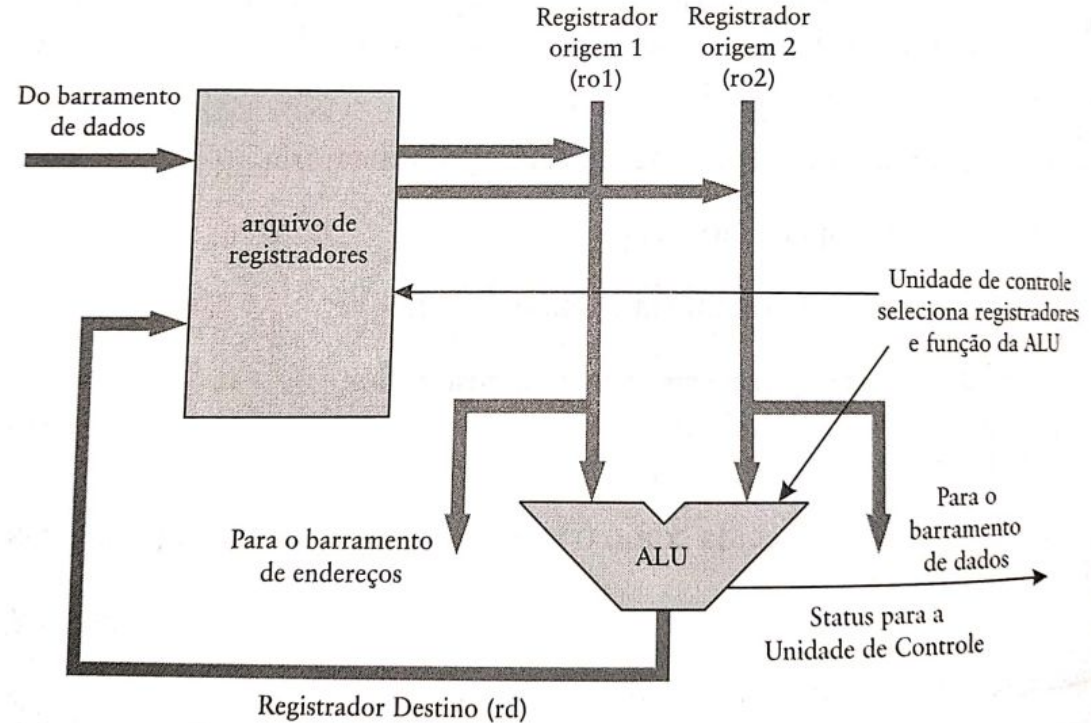 Registrador
origem 1
(ro1)
Registrador
origem 2
(ro2)
Do barramento
de dados
arquivo de
registradores
Unidade de controle
seleciona registradores
e função da ALU
Para o barramento
de endereços
ALU
Para o
barramento
de dados
Status para a
Unidade de Controle
Registrador Destino (rd)